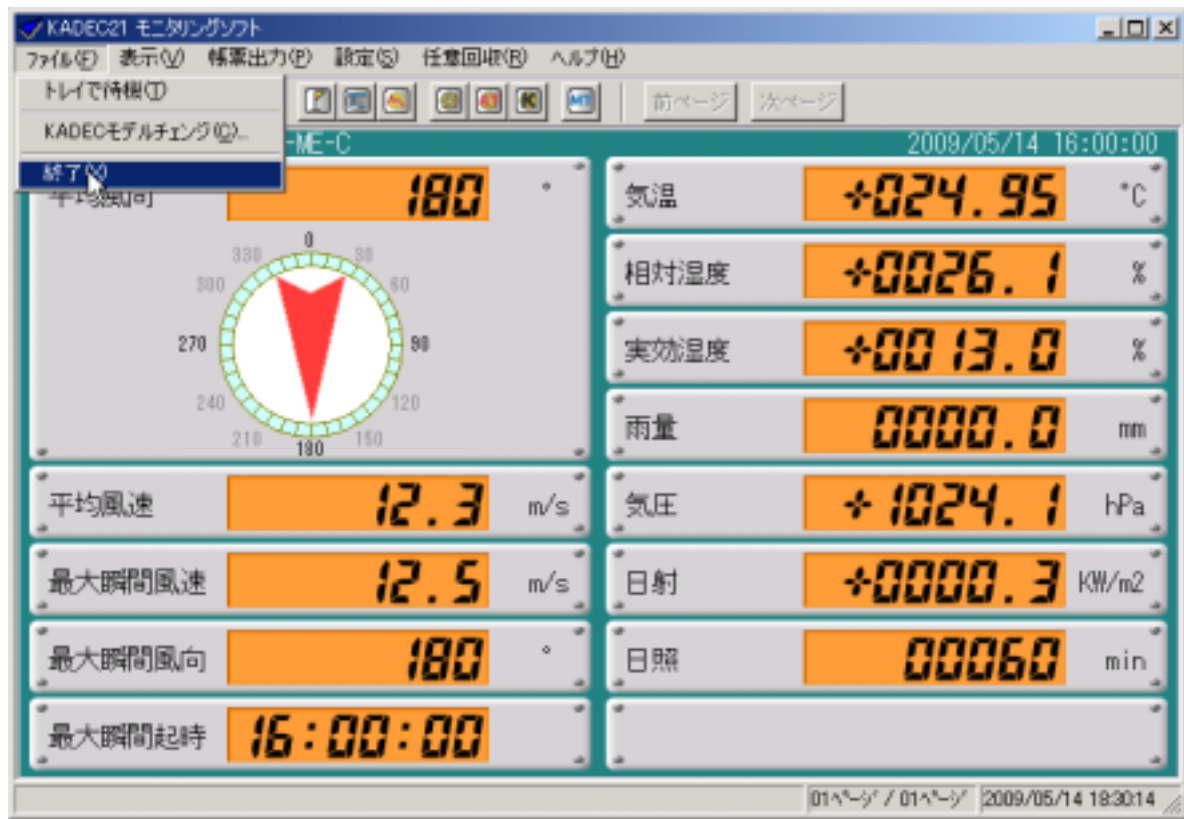 KADEC21 モニタリングソフト
ファイル(F) 表示(V) 帳票出力(P) 設定(S) 任意回収(R) ヘルプ(H)
トレイで待機(T)
KADECモデルチェンジ(C)...
終了(X)
前ページ 次ページ
-ME-C 2009/05/14 16:00:00
平均風向 180 °
0
330 30
300 60
270 90
240 120
210 150
180
平均風速 12.3 m/s
最大瞬間風速 12.5 m/s
最大瞬間風向 180 °
最大瞬間起時 16:00:00
気温 +024.95 °C
相対湿度 +0026.1 %
実効湿度 +0013.0 %
雨量 0000.0 mm
気圧 +1024.1 hPa
日射 +0000.3 KW/m2
日照 00060 min
01ページ / 01ページ 2009/05/14 18:30:14